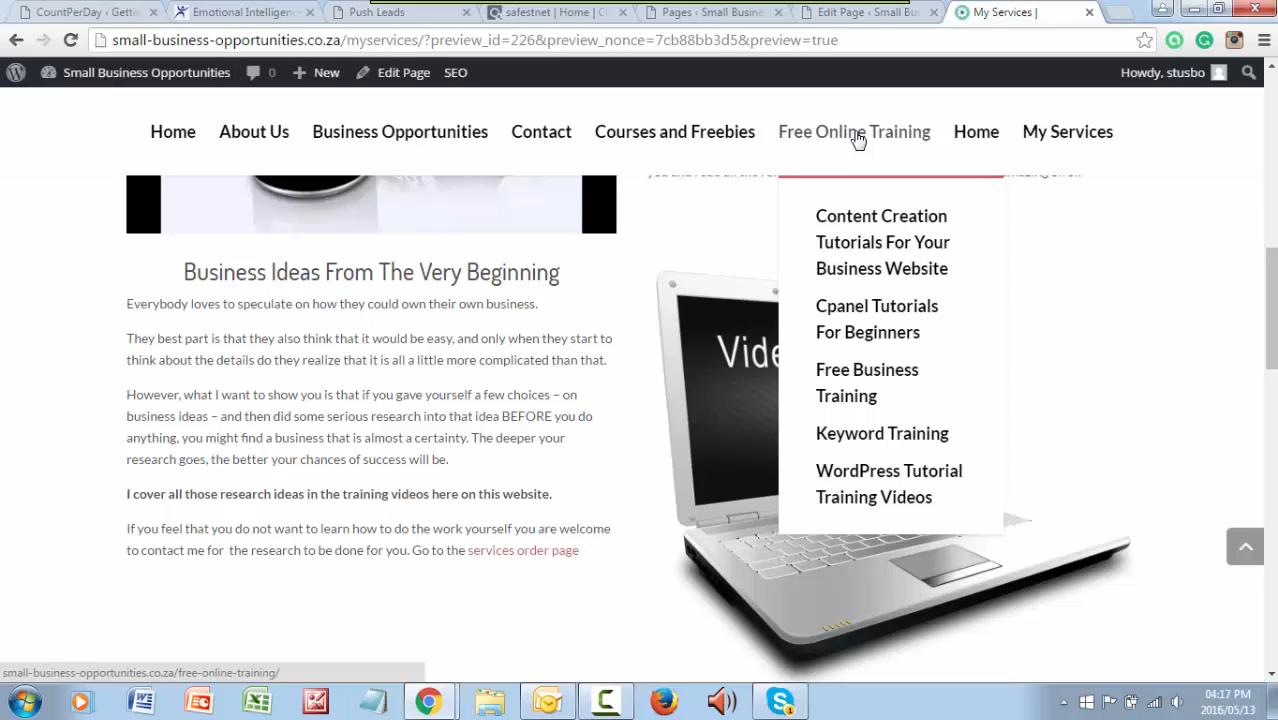 CountPerDay ‹ Getti
Emotional Intelligenc
Push Leads
safestnet | Home | Cl
Pages ‹ Small Busine
Edit Page ‹ Small Bus
My Services |
small-business-opportunities.co.za/myservices/?preview_id=226&preview_nonce=7cb88bb3d5&preview=true
Small Business Opportunities 0 New Edit Page SEO Howdy, stusbo
Home About Us Business Opportunities Contact Courses and Freebies Free Online Training Home My Services
Business Ideas From The Very Beginning
Everybody loves to speculate on how they could own their own business.
They best part is that they also think that it would be easy, and only when they start to
think about the details do they realize that it is all a little more complicated than that.
However, what I want to show you is that if you gave yourself a few choices – on
business ideas – and then did some serious research into that idea BEFORE you do
anything, you might find a business that is almost a certainty. The deeper your
research goes, the better your chances of success will be.
I cover all those research ideas in the training videos here on this website.
If you feel that you do not want to learn how to do the work yourself you are welcome
to contact me for the research to be done for you. Go to the services order page
Content Creation
Tutorials For Your
Business Website
Cpanel Tutorials
For Beginners
Free Business
Training
Keyword Training
WordPress Tutorial
Training Videos
Vide
small-business-opportunities.co.za/free-online-training/
04:17 PM
2016/05/13